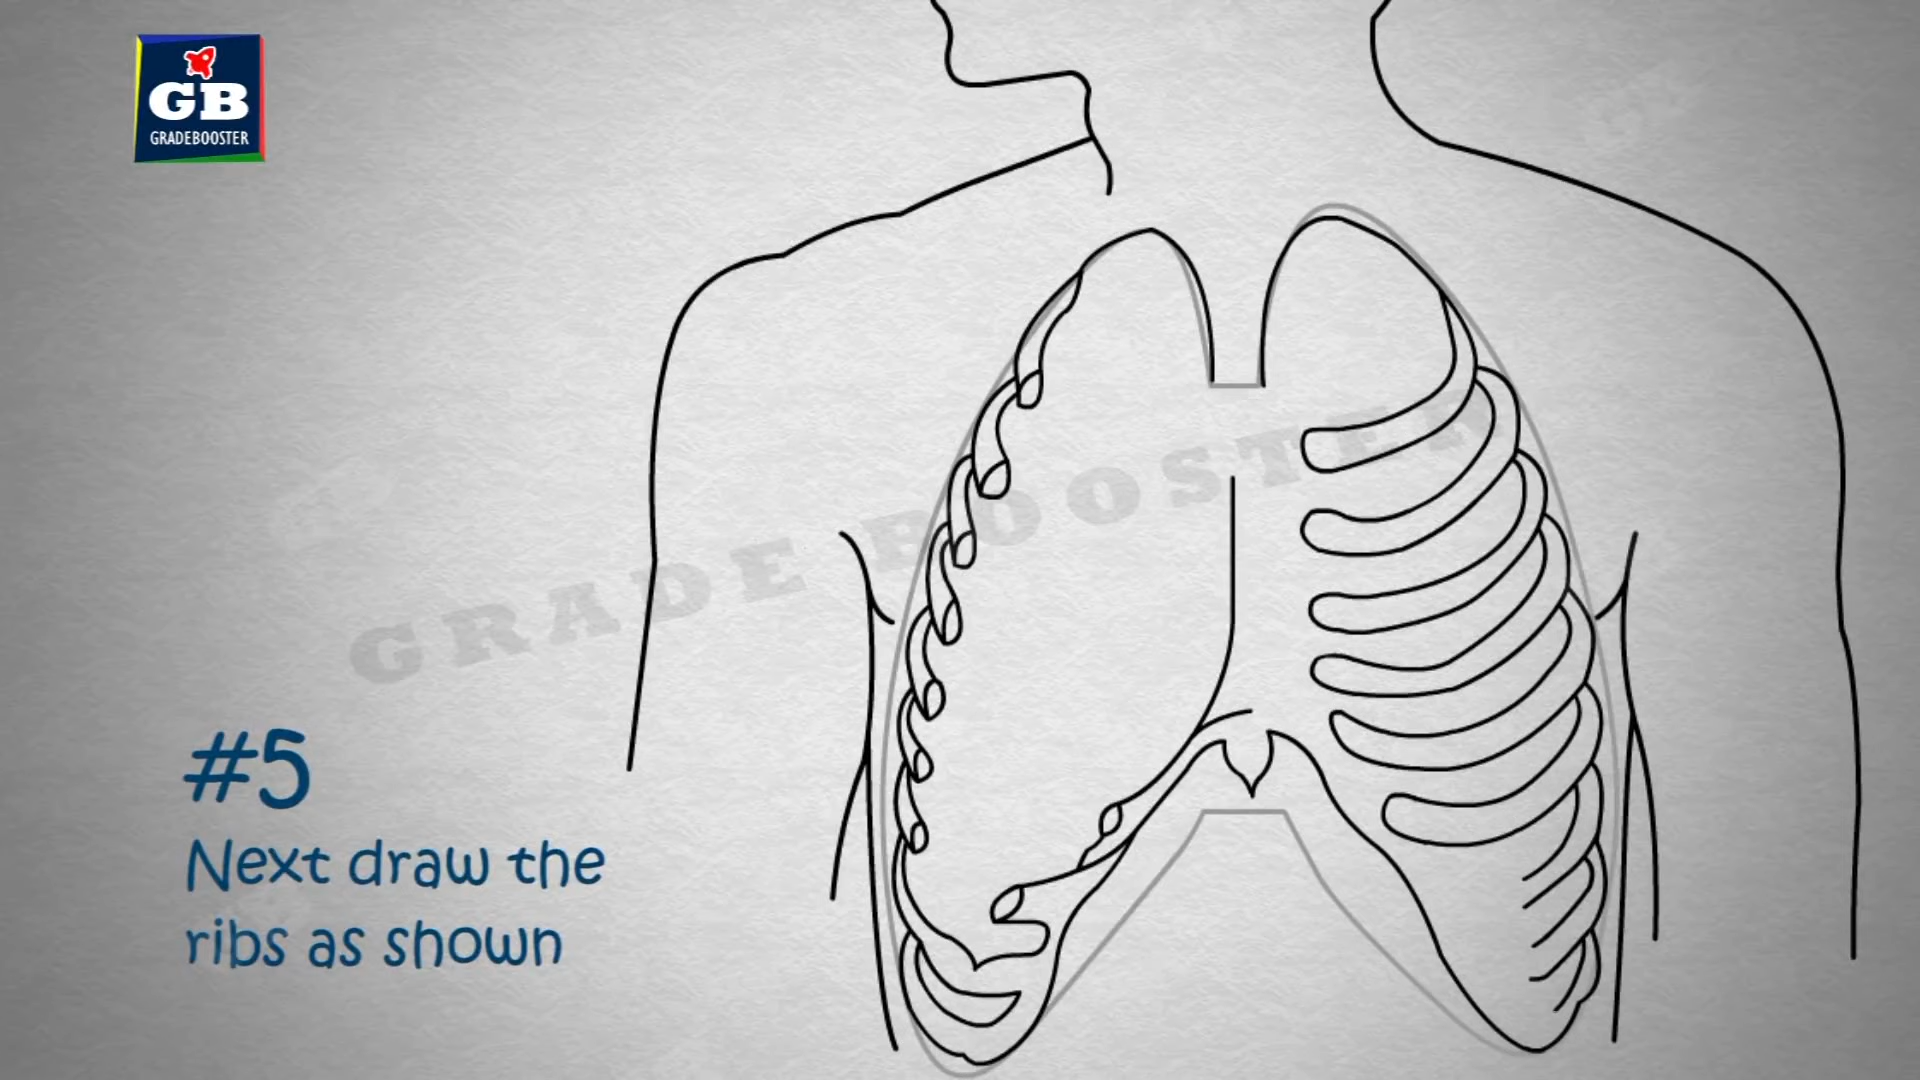 GB
GRADEBOOSTER
GRADE BOOSTER
#5
Next draw the
ribs as shown